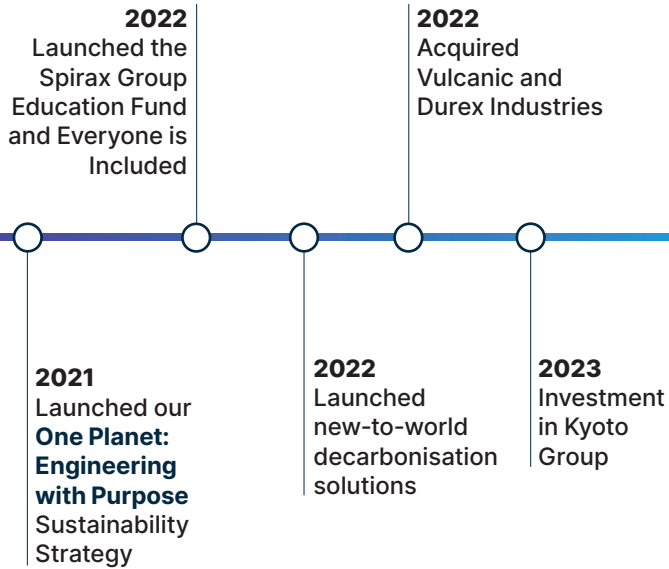 2022
Launched the
Spirax Group
Education Fund
and Everyone is
Included
2022
Acquired
Vulcanic and
Durex Industries
2021
Launched our
One Planet:
Engineering
with Purpose
Sustainability
Strategy
2022
Launched
new-to-world
decarbonisation
solutions
2023
Investment
in Kyoto
Group